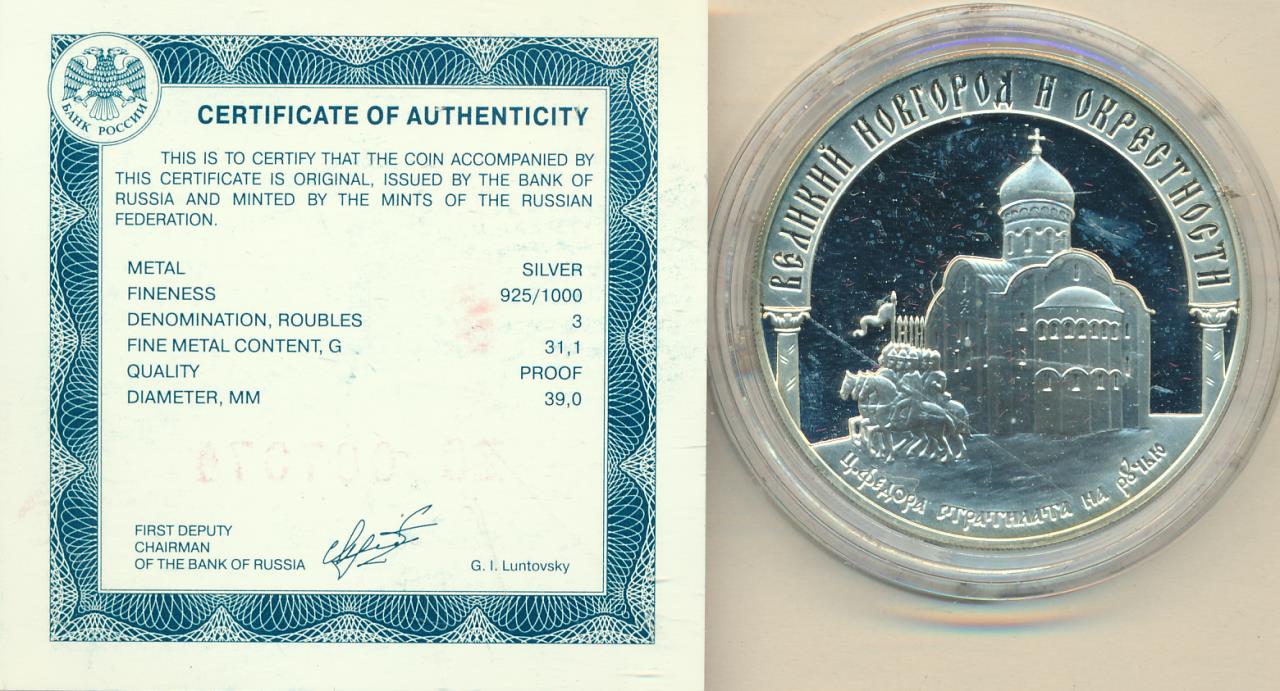 БАНК РОССИИ
CERTIFICATE OF AUTHENTICITY
THIS IS TO CERTIFY THAT THE COIN ACCOMPANIED BY
THIS CERTIFICATE IS ORIGINAL, ISSUED BY THE BANK OF
RUSSIA AND MINTED BY THE MINTS OF THE RUSSIAN
FEDERATION.
METAL SILVER
FINENESS 925/1000
DENOMINATION, ROUBLES 3
FINE METAL CONTENT, G 31,1
QUALITY PROOF
DIAMETER, MM 39,0
FIRST DEPUTY
CHAIRMAN
OF THE BANK OF RUSSIA
G. I. Luntovsky
ВЕЛИКИЙ НОВГОРОД И ОКРЕСТНОСТИ
Ц. ФЕДОРА СТРАТИЛАТА НА РꙊЧЬЮ